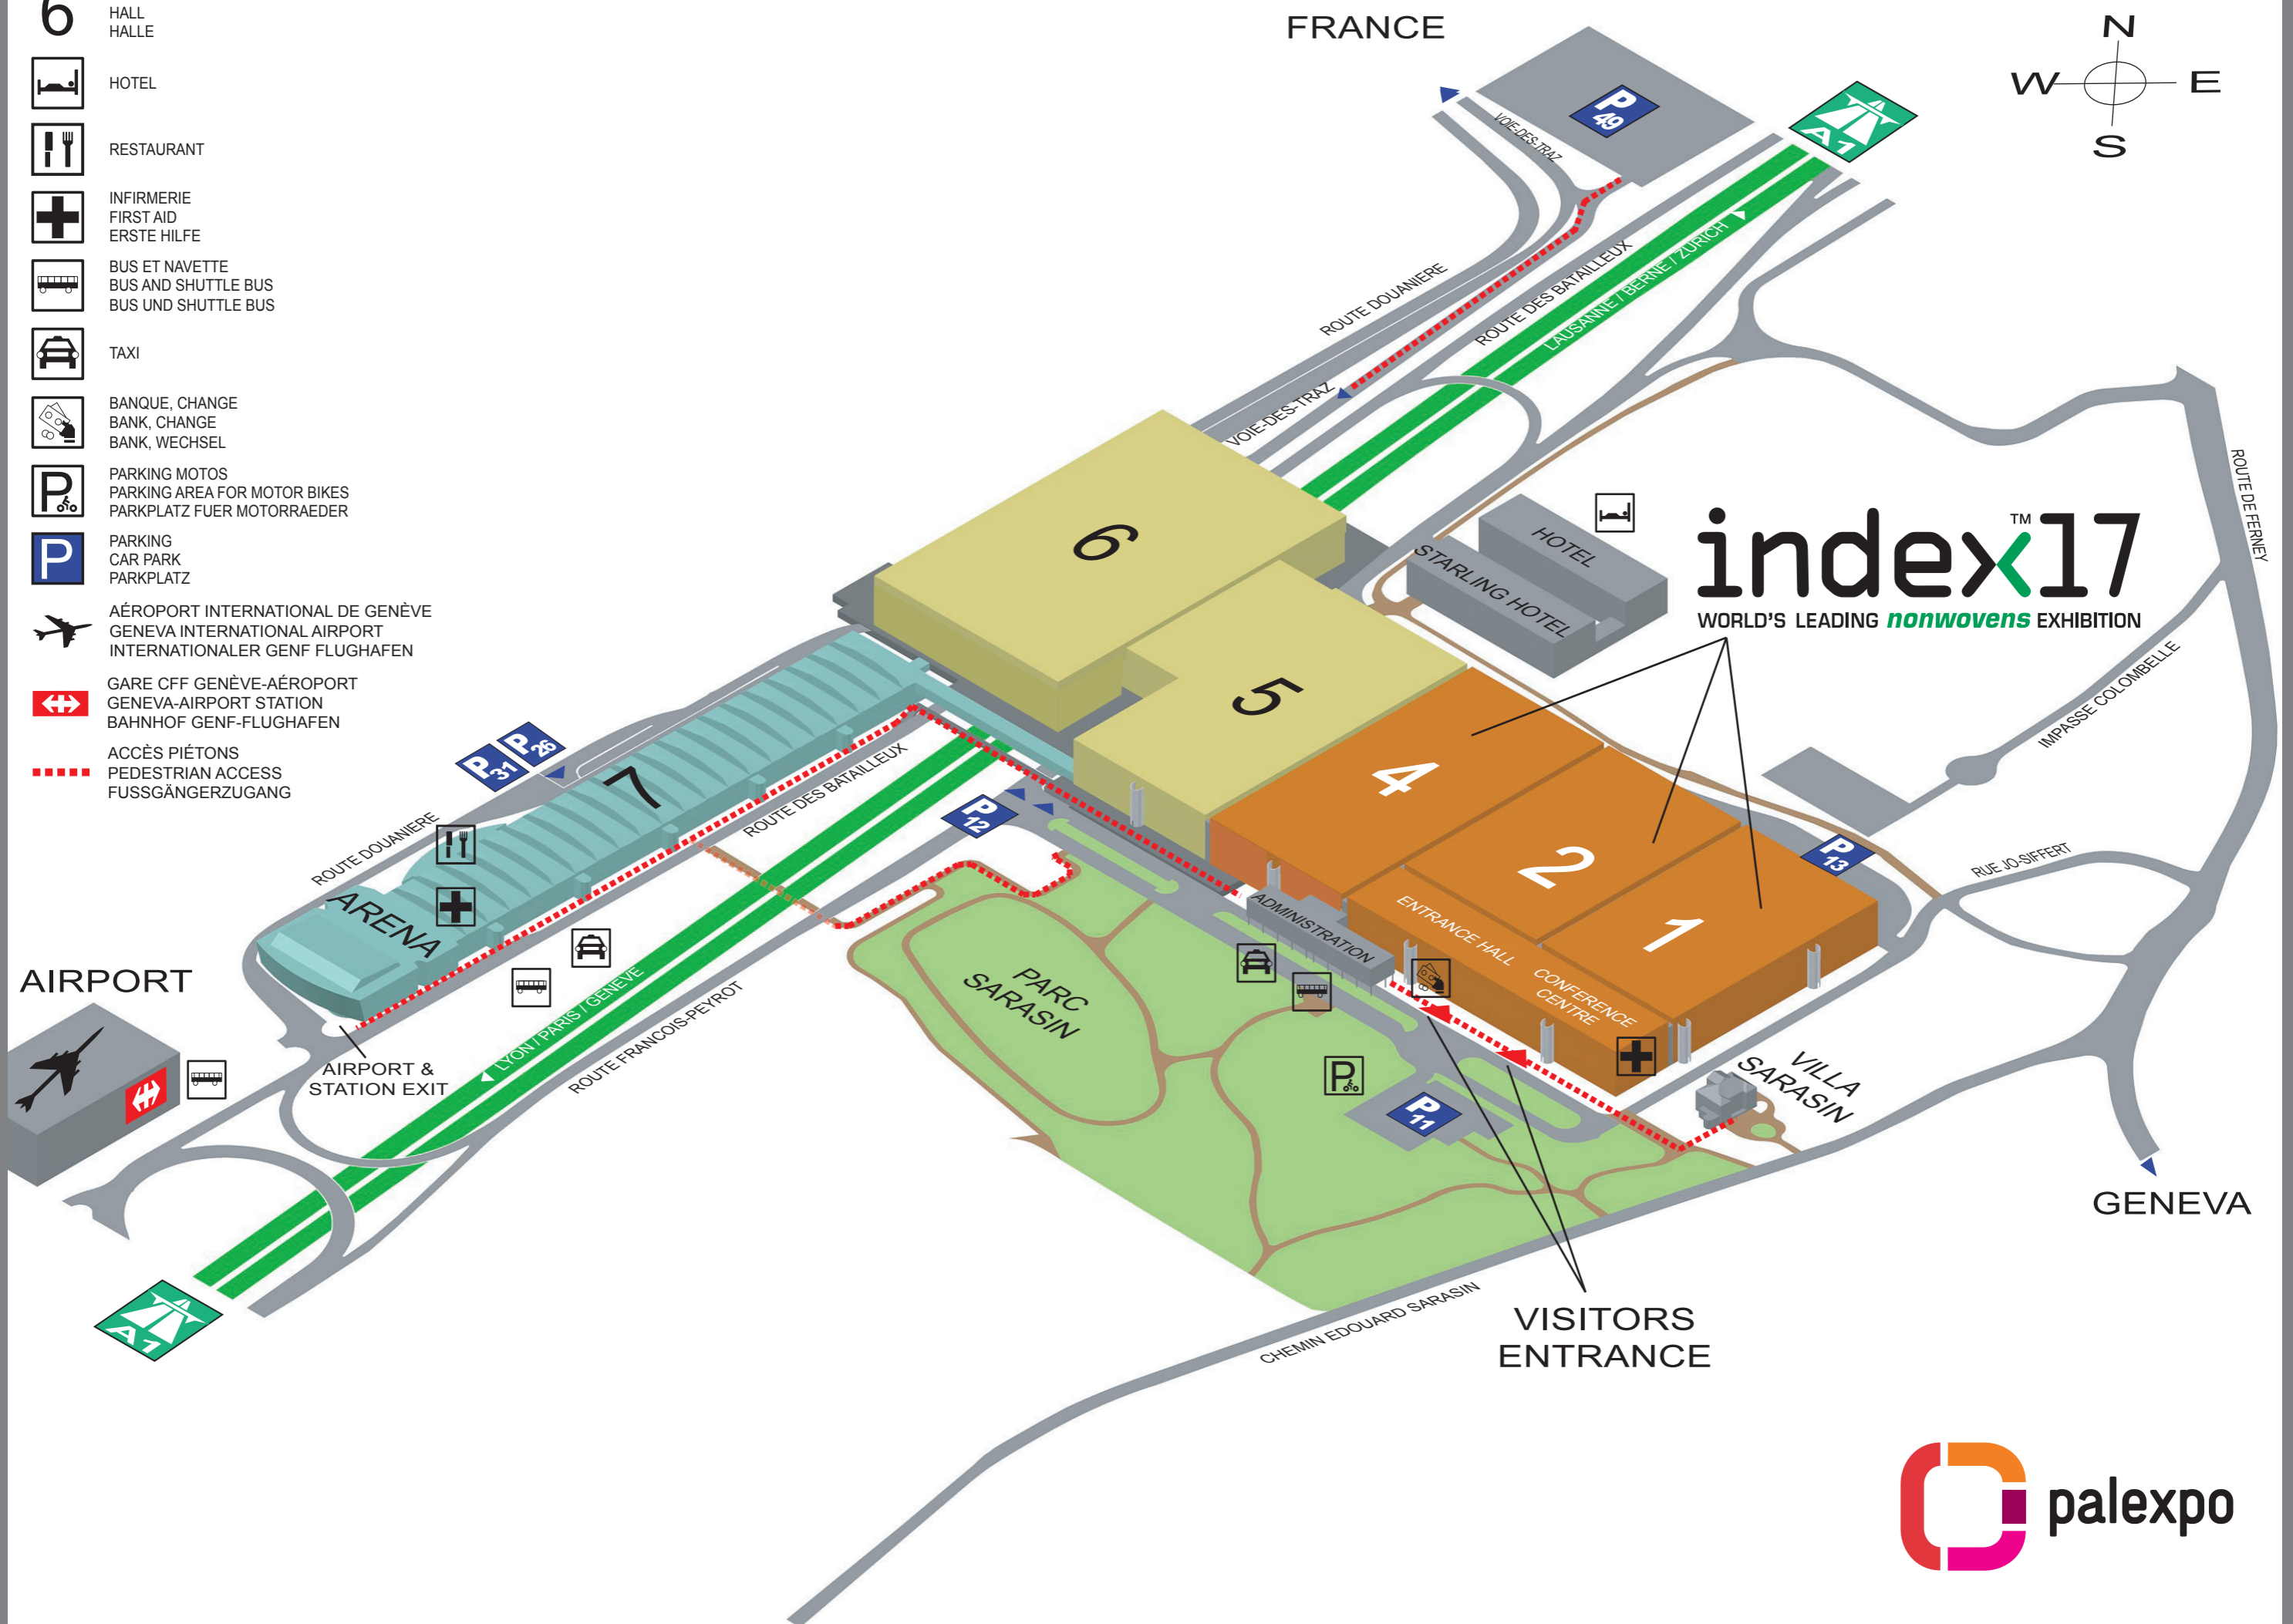 6
HALL
HALLE
HOTEL
RESTAURANT
INFIRMERIE
FIRST AID
ERSTE HILFE
BUS ET NAVETTE
BUS AND SHUTTLE BUS
BUS UND SHUTTLE BUS
TAXI
BANQUE, CHANGE
BANK, CHANGE
BANK, WECHSEL
P
PARKING MOTOS
PARKING AREA FOR MOTOR BIKES
PARKPLATZ FUER MOTORRAEDER
P
PARKING
CAR PARK
PARKPLATZ
AÉROPORT INTERNATIONAL DE GENÈVE
GENEVA INTERNATIONAL AIRPORT
INTERNATIONALER GENF FLUGHAFEN
GARE CFF GENÈVE-AÉROPORT
GENEVA-AIRPORT STATION
BAHNHOF GENF-FLUGHAFEN
ACCÈS PIÉTONS
PEDESTRIAN ACCESS
FUSSGÄNGERZUGANG
FRANCE
N
W
E
S
P
49
A1
VOIE-DES-TRAZ
ROUTE DOUANIERE
ROUTE DES BATAILLEUX
LAUSANNE / BERNE / ZURICH
VOIE-DES-TRAZ
ROUTE DE FERNEY
6
HOTEL
STARLING HOTEL
index17™
WORLD'S LEADING nonwovens EXHIBITION
IMPASSE COLOMBELLE
5
4
2
1
P
13
RUE JO-SIFFERT
P
31
P
26
7
ROUTE DES BATAILLEUX
P
12
ROUTE DOUANIERE
ARENA
ADMINISTRATION
ENTRANCE HALL
CONFERENCE
CENTRE
AIRPORT
PARC
SARASIN
LYON / PARIS / GENEVE
ROUTE FRANCOIS-PEYROT
AIRPORT &
STATION EXIT
P
P
11
VILLA
SARASIN
GENEVA
A1
CHEMIN EDOUARD SARASIN
VISITORS
ENTRANCE
palexpo